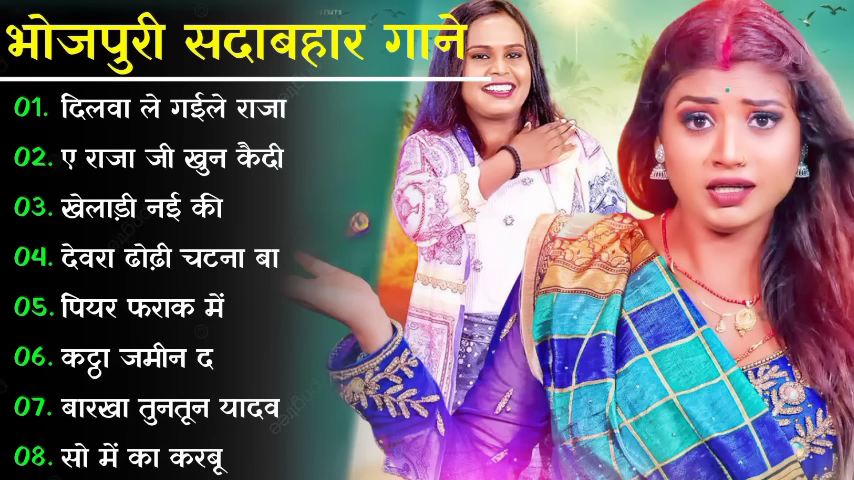 भोजपुरी सदाबहार गाने
01. दिलवा ले गईले राजा
02. ए राजा जी खुन कैदी
03. खेलाड़ी नई की
04. देवरा ढोढ़ी चटना बा
05. पियर फराक में
06. कट्ठा जमीन द
07. बारखा तुनतून यादव
08. सो में का करबू